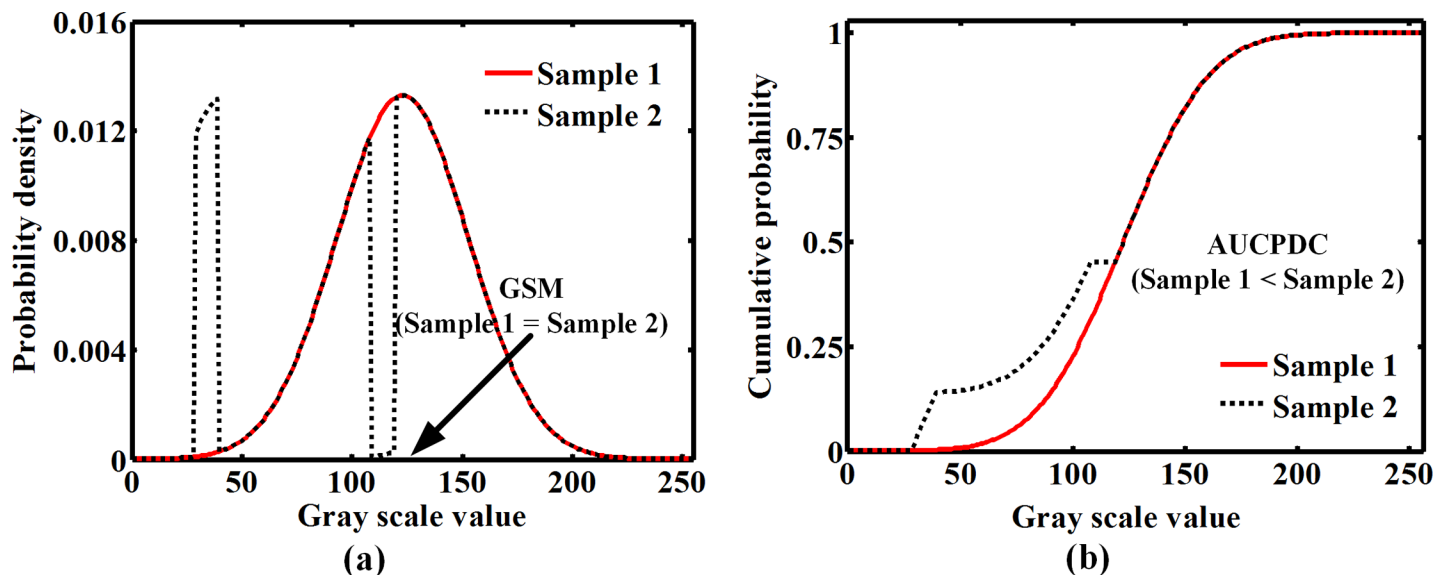 0.016
0.012
0.008
0.004
0
Probability density
Sample 1
Sample 2
GSM
(Sample 1 = Sample 2)
0 50 100 150 200 250
Gray scale value
(a)
1
0.75
0.5
0.25
0
Cumulative probability
AUCPDC
(Sample 1 < Sample 2)
Sample 1
Sample 2
0 50 100 150 200 250
Gray scale value
(b)